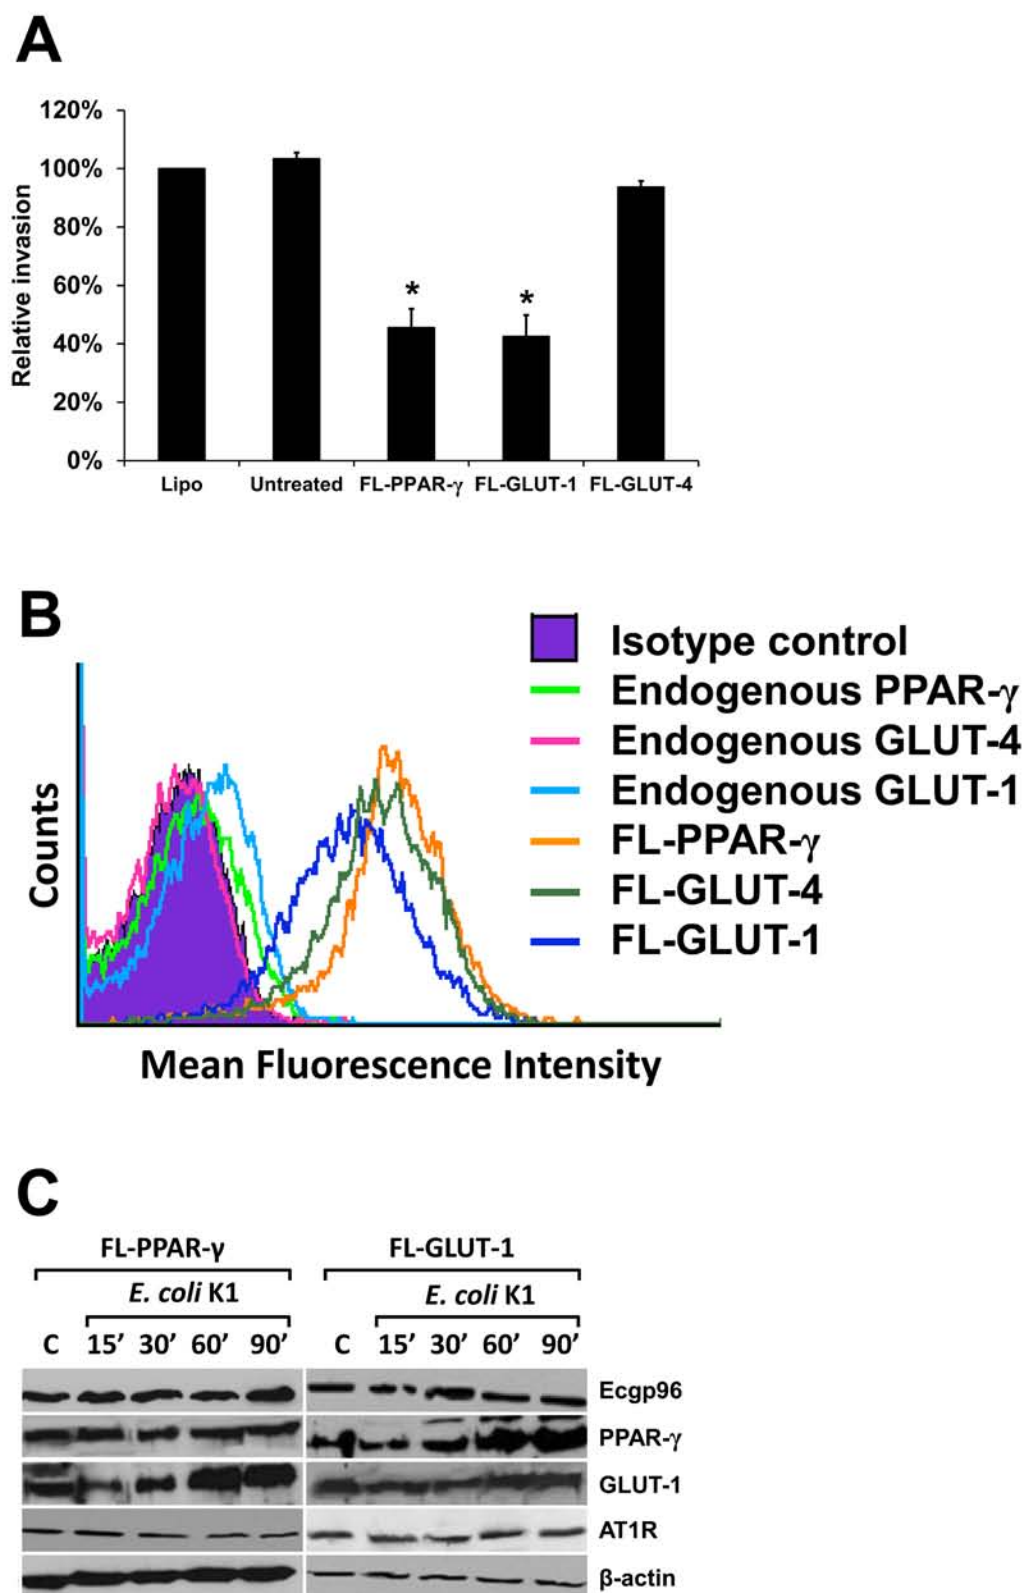 A
120%
100%
80%
60%
40%
20%
0%
Relative invasion
* *
Lipo Untreated FL-PPAR-γ FL-GLUT-1 FL-GLUT-4
B
Counts
Mean Fluorescence Intensity
Isotype control
Endogenous PPAR-γ
Endogenous GLUT-4
Endogenous GLUT-1
FL-PPAR-γ
FL-GLUT-4
FL-GLUT-1
C
FL-PPAR-γ FL-GLUT-1
E. coli K1 E. coli K1
C 15’ 30’ 60’ 90’ C 15’ 30’ 60’ 90’
Ecgp96
PPAR-γ
GLUT-1
AT1R
β-actin